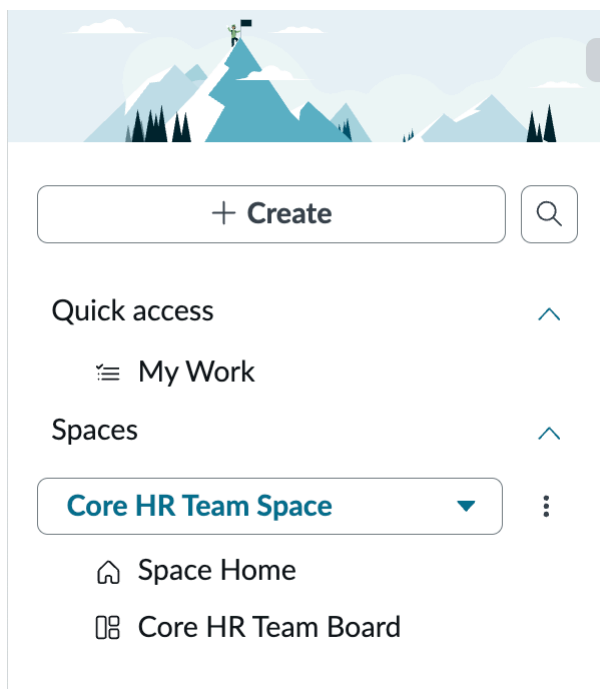 + Create
Quick access
My Work
Spaces
Core HR Team Space
Space Home
Core HR Team Board